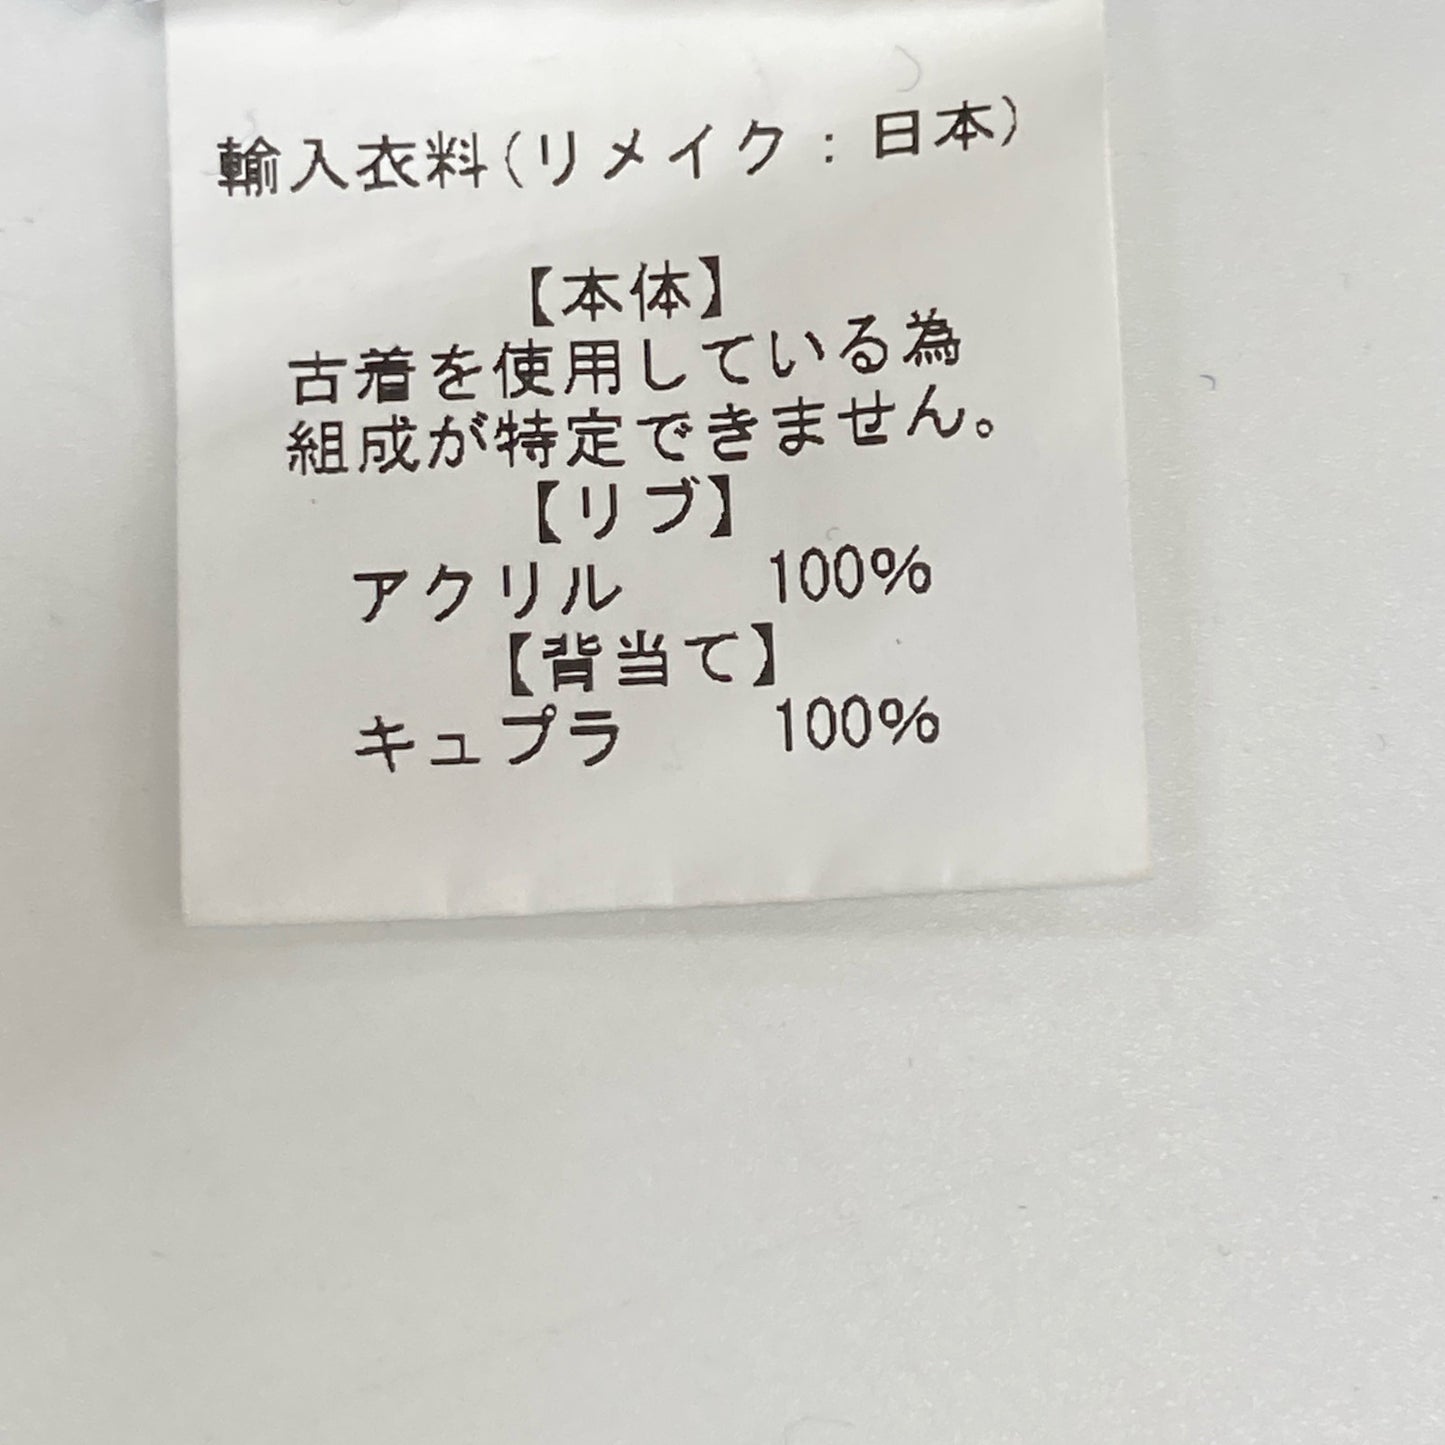 輸入衣料(リメイク：日本)
【本体】
古着を使用している為
組成が特定できません。
【リブ】
アクリル 100%
【背当て】
キュプラ 100%